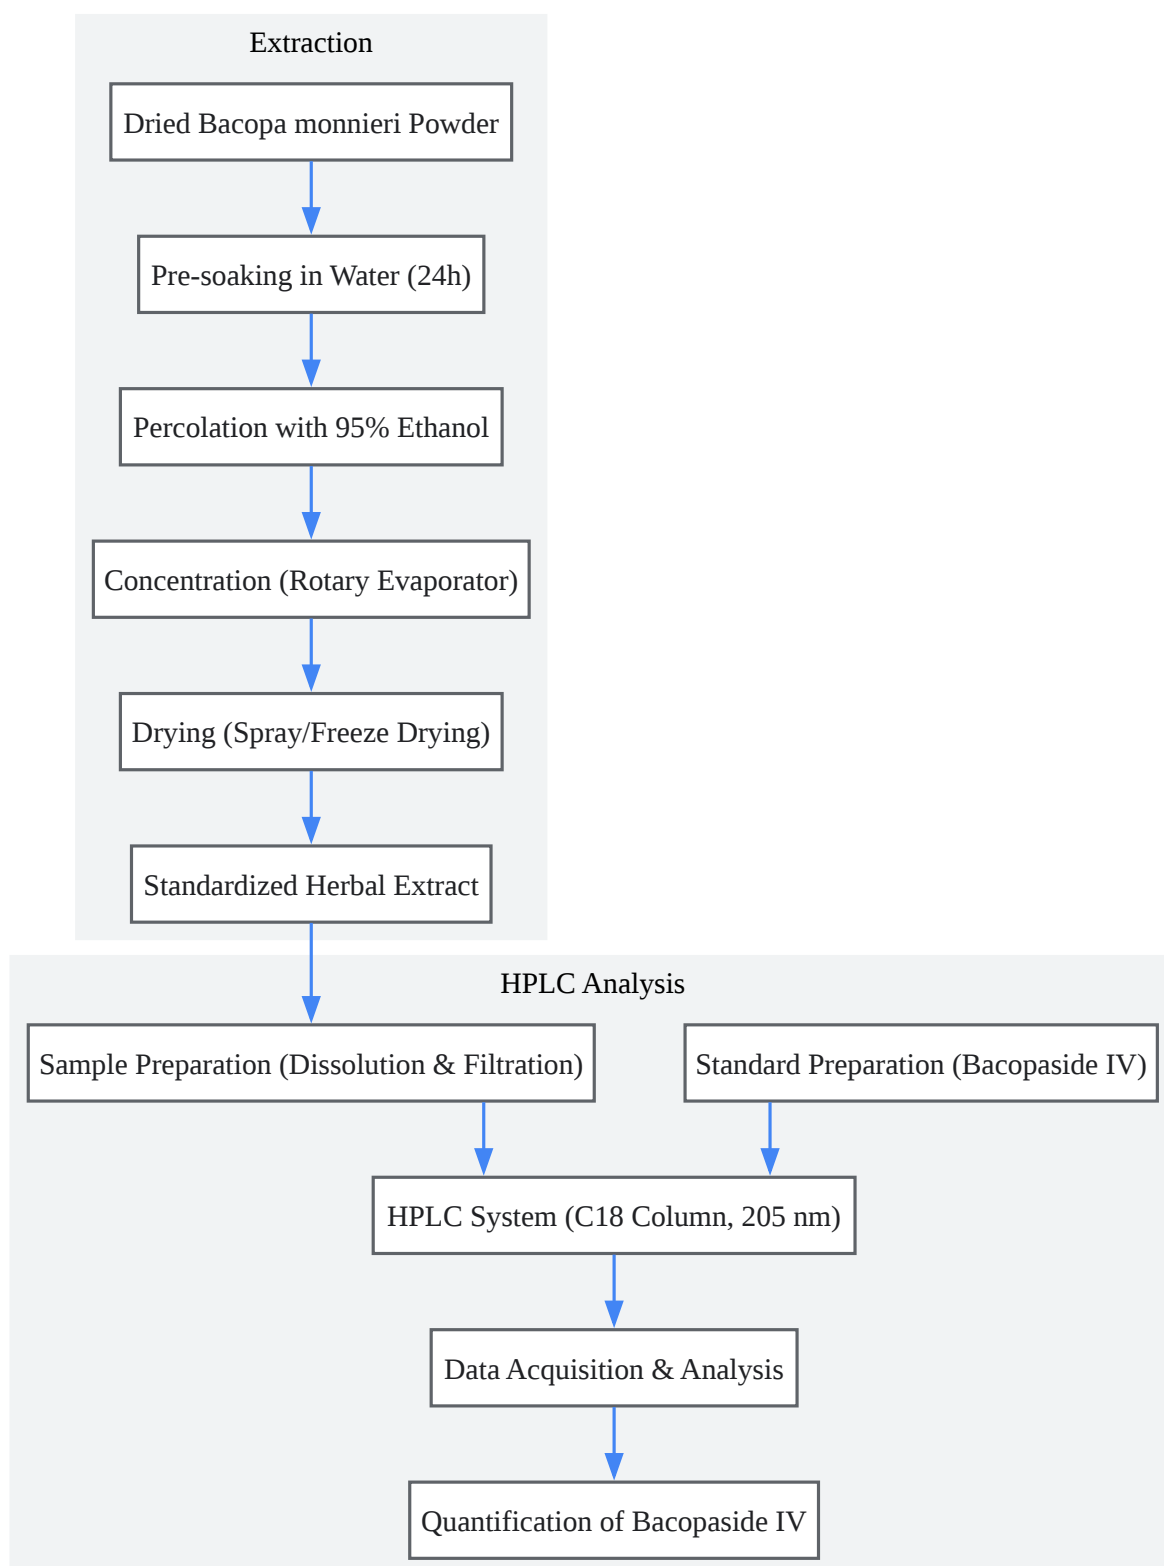 Extraction
Dried Bacopa monnieri Powder
Pre-soaking in Water (24h)
Percolation with 95% Ethanol
Concentration (Rotary Evaporator)
Drying (Spray/Freeze Drying)
Standardized Herbal Extract
HPLC Analysis
Sample Preparation (Dissolution & Filtration)
Standard Preparation (Bacopaside IV)
HPLC System (C18 Column, 205 nm)
Data Acquisition & Analysis
Quantification of Bacopaside IV